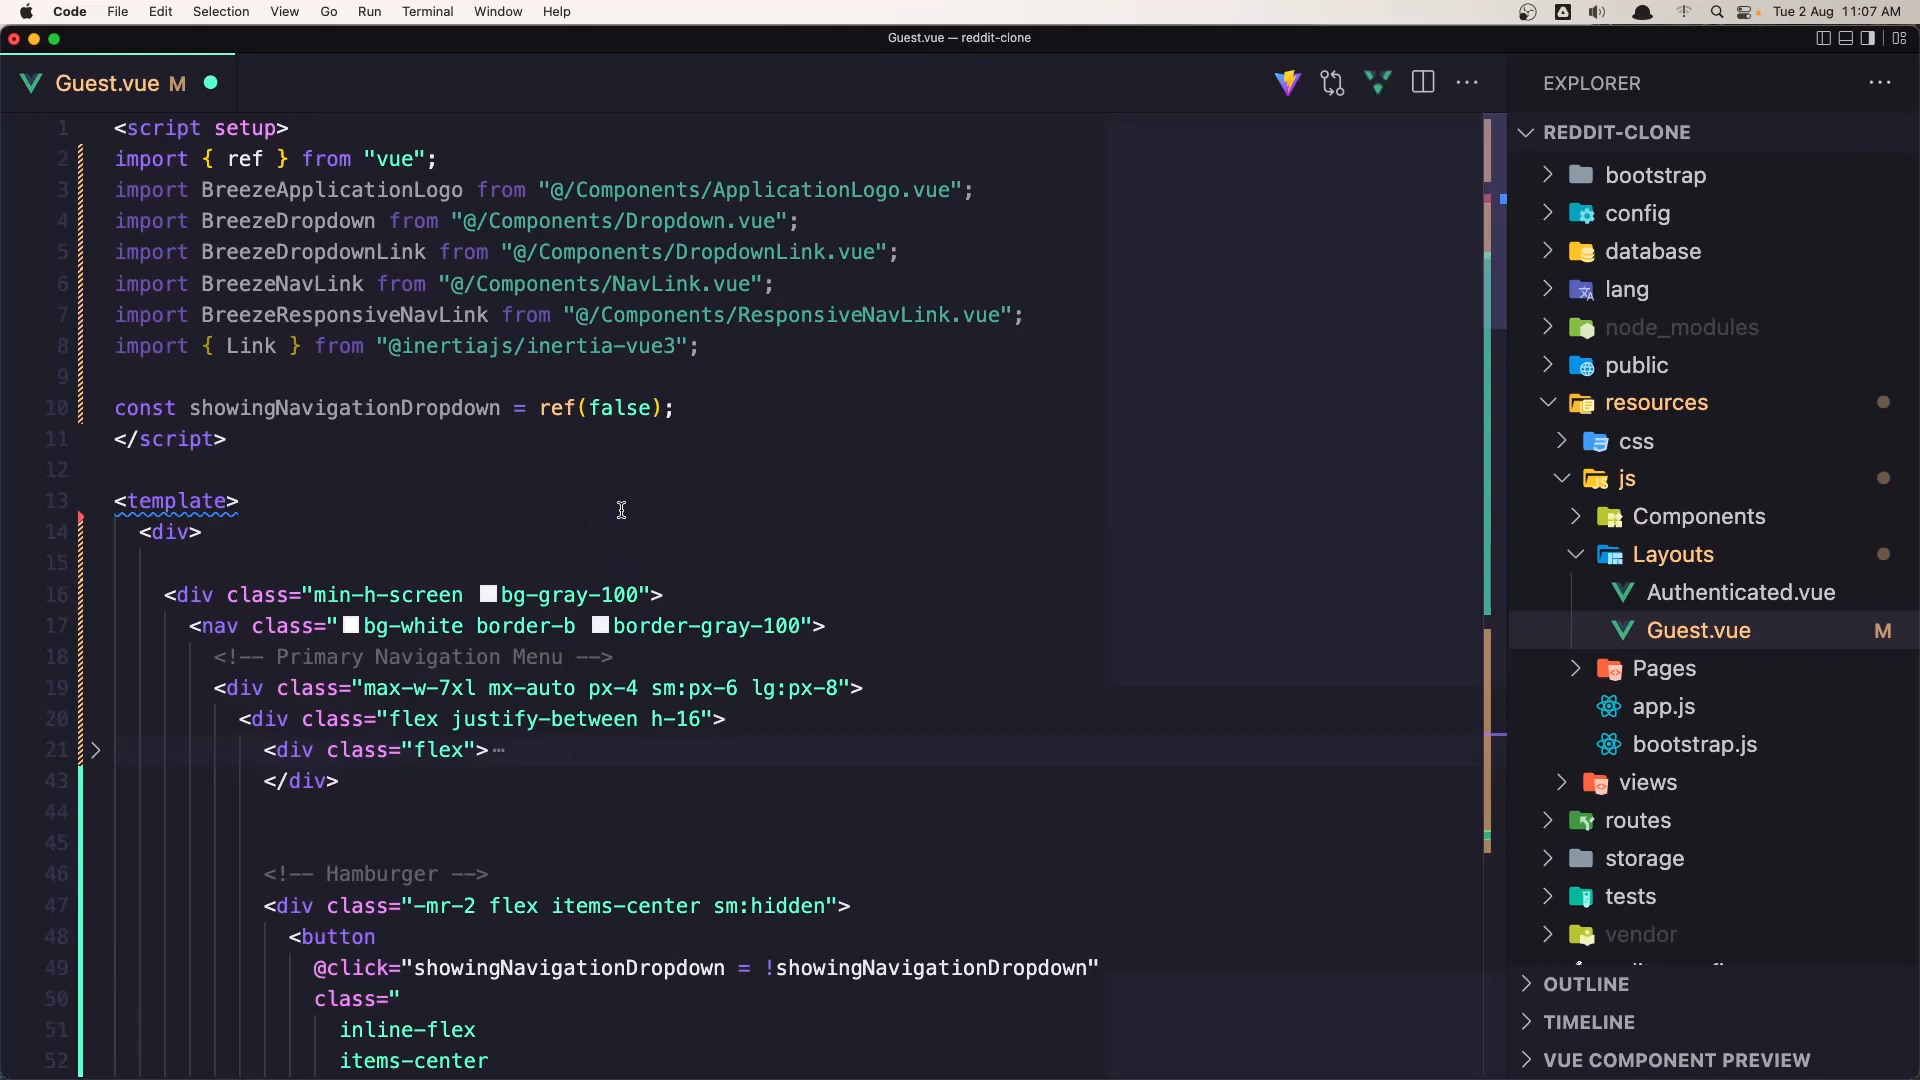 Code File Edit Selection View Go Run Terminal Window Help
Tue 2 Aug 11:07 AM
Guest.vue — reddit-clone
Guest.vue M
1 <script setup>
2 import { ref } from "vue";
3 import BreezeApplicationLogo from "@/Components/ApplicationLogo.vue";
4 import BreezeDropdown from "@/Components/Dropdown.vue";
5 import BreezeDropdownLink from "@/Components/DropdownLink.vue";
6 import BreezeNavLink from "@/Components/NavLink.vue";
7 import BreezeResponsiveNavLink from "@/Components/ResponsiveNavLink.vue";
8 import { Link } from "@inertiajs/inertia-vue3";
9
10 const showingNavigationDropdown = ref(false);
11 </script>
12
13 <template>
14 <div>
15
16 <div class="min-h-screen bg-gray-100">
17 <nav class="bg-white border-b border-gray-100">
18 <!-- Primary Navigation Menu -->
19 <div class="max-w-7xl mx-auto px-4 sm:px-6 lg:px-8">
20 <div class="flex justify-between h-16">
21 <div class="flex">⋯
43 </div>
44
45
46 <!-- Hamburger -->
47 <div class="-mr-2 flex items-center sm:hidden">
48 <button
49 @click="showingNavigationDropdown = !showingNavigationDropdown"
50 class="
51 inline-flex
52 items-center
EXPLORER
REDDIT-CLONE
bootstrap
config
database
lang
node_modules
public
resources
css
js
Components
Layouts
Authenticated.vue
Guest.vue M
Pages
app.js
bootstrap.js
views
routes
storage
tests
vendor
OUTLINE
TIMELINE
VUE COMPONENT PREVIEW